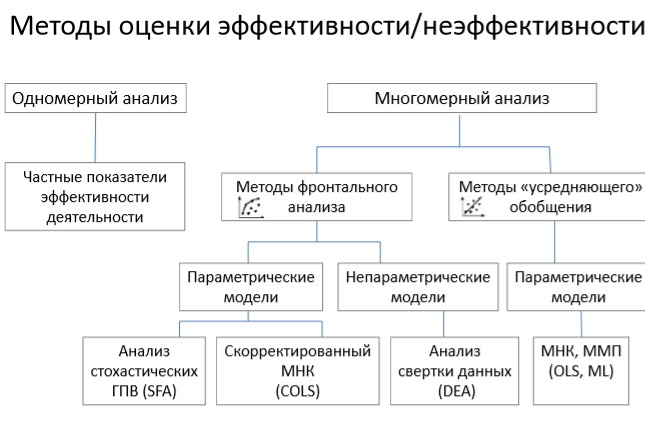 Методы оценки эффективности/неэффективности
Одномерный анализ
Многомерный анализ
Частные показатели
эффективности
деятельности
Методы фронтального
анализа
Методы «усредняющего»
обобщения
Параметрические
модели
Непараметрические
модели
Параметрические
модели
Анализ
стохастических
ГПВ (SFA)
Скорректированный
МНК
(COLS)
Анализ
свертки данных
(DEA)
МНК, ММП
(OLS, ML)